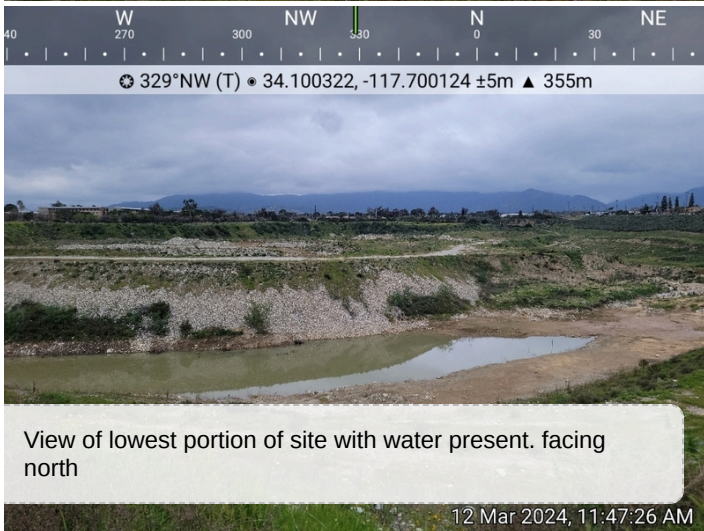 W NW N NE
40 270 300 330 0 30
329°NW (T) 34.100322, -117.700124 ±5m ▲ 355m
View of lowest portion of site with water present. facing
north
12 Mar 2024, 11:47:26 AM